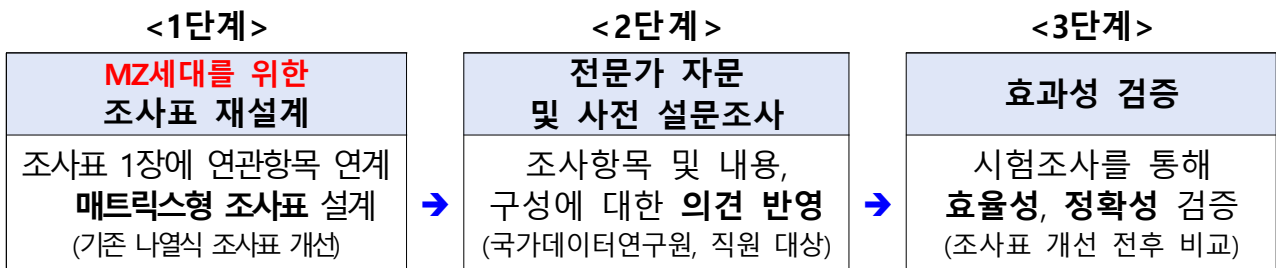 <1단계>
MZ세대를 위한
조사표 재설계
조사표 1장에 연관항목 연계
매트릭스형 조사표 설계
(기존 나열식 조사표 개선)
➔
<2단계>
전문가 자문
및 사전 설문조사
조사항목 및 내용,
구성에 대한 의견 반영
(국가데이터연구원, 직원 대상)
➔
<3단계>
효과성 검증
시험조사를 통해
효율성, 정확성 검증
(조사표 개선 전후 비교)